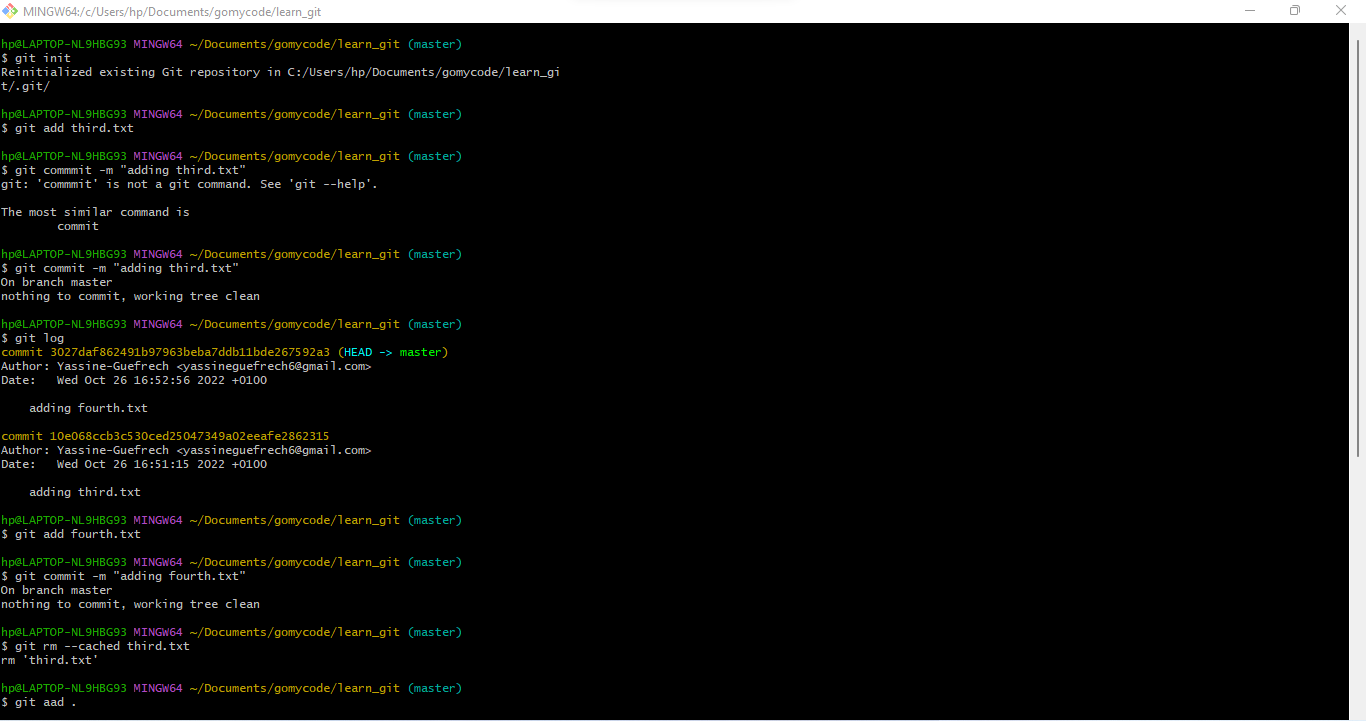 MINGW64:/c/Users/hp/Documents/gomycode/learn_git
hp@LAPTOP-NL9HBG93 MINGW64 ~/Documents/gomycode/learn_git (master)
$ git init
Reinitialized existing Git repository in C:/Users/hp/Documents/gomycode/learn_gi
t/.git/
hp@LAPTOP-NL9HBG93 MINGW64 ~/Documents/gomycode/learn_git (master)
$ git add third.txt
hp@LAPTOP-NL9HBG93 MINGW64 ~/Documents/gomycode/learn_git (master)
$ git commmit -m "adding third.txt"
git: 'commmit' is not a git command. See 'git --help'.
The most similar command is
        commit
hp@LAPTOP-NL9HBG93 MINGW64 ~/Documents/gomycode/learn_git (master)
$ git commit -m "adding third.txt"
On branch master
nothing to commit, working tree clean
hp@LAPTOP-NL9HBG93 MINGW64 ~/Documents/gomycode/learn_git (master)
$ git log
commit 3027daf862491b97963beba7ddb11bde267592a3 (HEAD -> master)
Author: Yassine-Guefrech <yassineguefrech6@gmail.com>
Date:   Wed Oct 26 16:52:56 2022 +0100
    adding fourth.txt
commit 10e068ccb3c530ced25047349a02eeafe2862315
Author: Yassine-Guefrech <yassineguefrech6@gmail.com>
Date:   Wed Oct 26 16:51:15 2022 +0100
    adding third.txt
hp@LAPTOP-NL9HBG93 MINGW64 ~/Documents/gomycode/learn_git (master)
$ git add fourth.txt
hp@LAPTOP-NL9HBG93 MINGW64 ~/Documents/gomycode/learn_git (master)
$ git commit -m "adding fourth.txt"
On branch master
nothing to commit, working tree clean
hp@LAPTOP-NL9HBG93 MINGW64 ~/Documents/gomycode/learn_git (master)
$ git rm --cached third.txt
rm 'third.txt'
hp@LAPTOP-NL9HBG93 MINGW64 ~/Documents/gomycode/learn_git (master)
$ git aad .